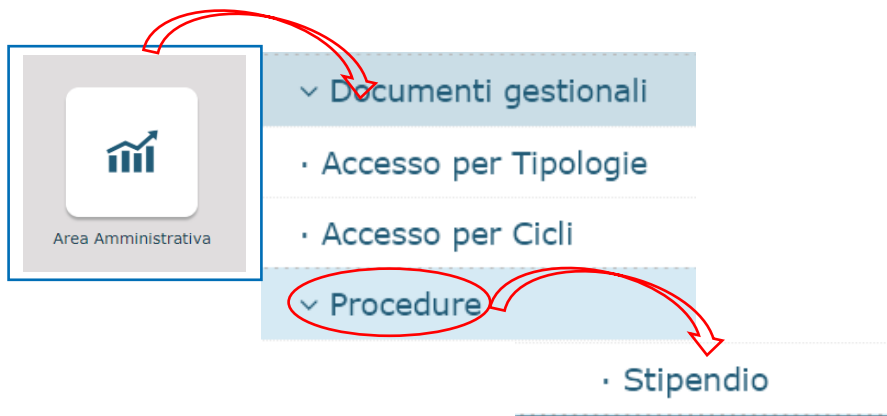 Documenti gestionali
· Accesso per Tipologie
Area Amministrativa
· Accesso per Cicli
Procedure
· Stipendio